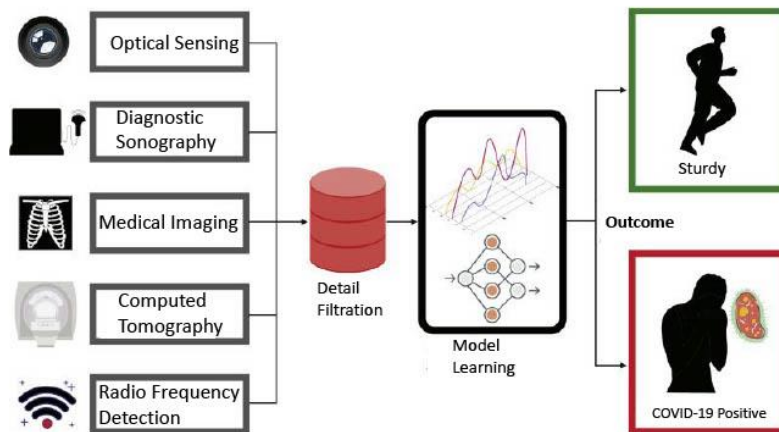 Optical Sensing
Diagnostic
Sonography
Medical Imaging
Computed
Tomography
Radio Frequency
Detection
Detail
Filtration
Model
Learning
Outcome
Sturdy
COVID-19 Positive